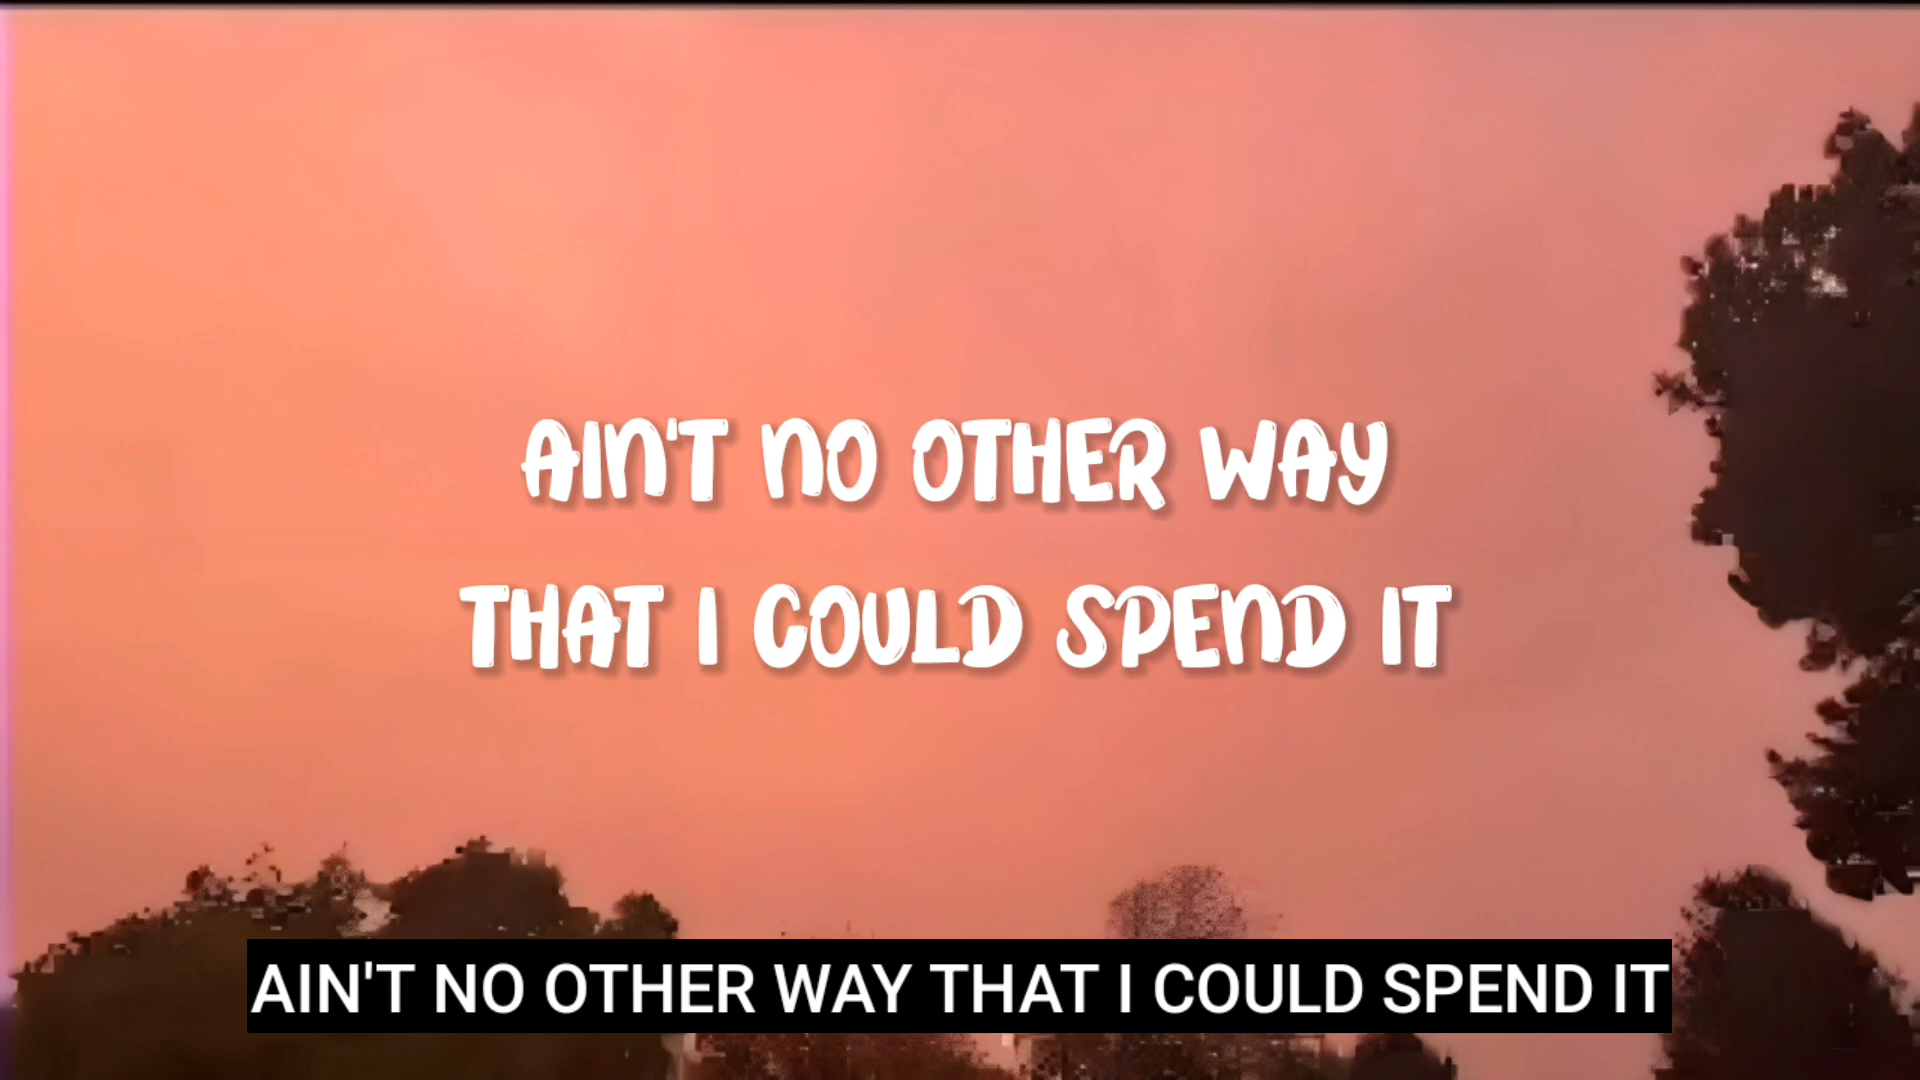 AIN'T NO OTHER WAY
THAT I COULD SPEND IT
AIN'T NO OTHER WAY THAT I COULD SPEND IT